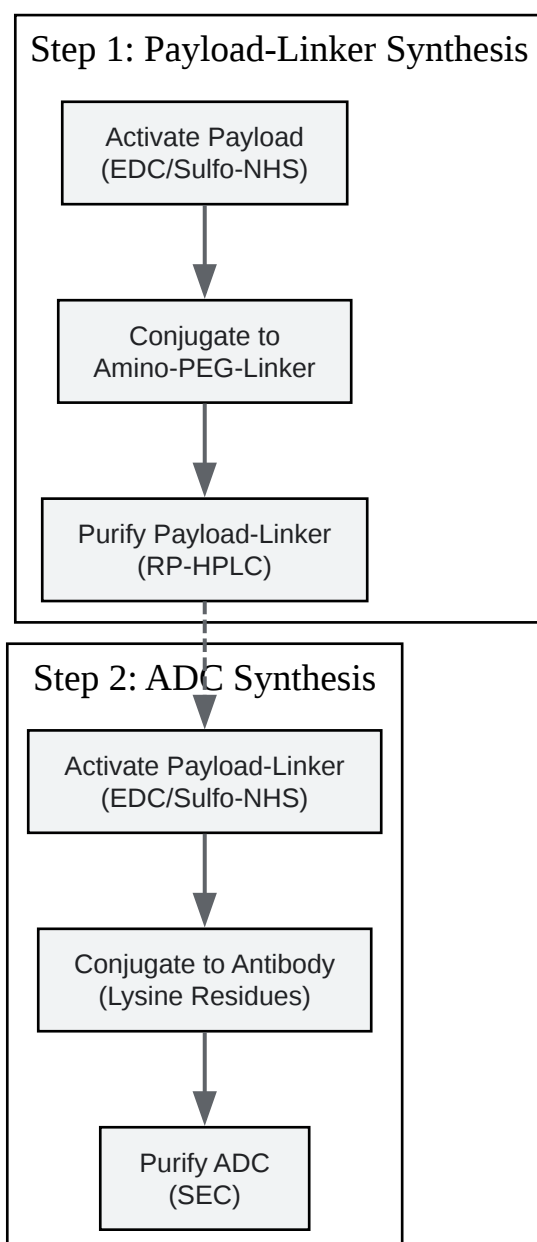 Step 1: Payload-Linker Synthesis
Activate Payload
(EDC/Sulfo-NHS)
Conjugate to
Amino-PEG-Linker
Purify Payload-Linker
(RP-HPLC)
Step 2: ADC Synthesis
Activate Payload-Linker
(EDC/Sulfo-NHS)
Conjugate to Antibody
(Lysine Residues)
Purify ADC
(SEC)